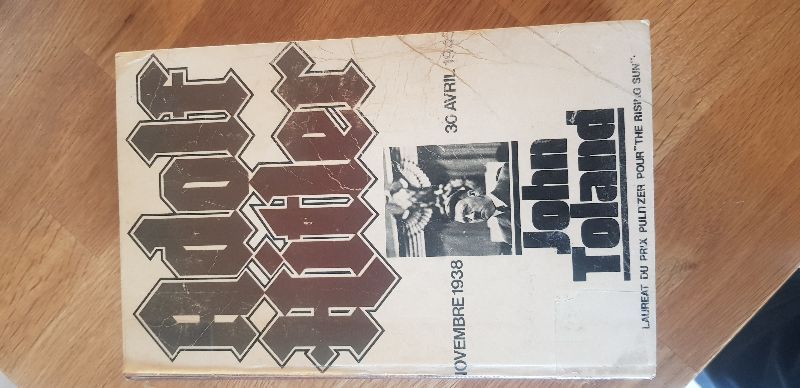 Adolf
Hitler
NOVEMBRE 1938 30 AVRIL
John
Toland
LAUREAT DU PRIX PULITZER POUR "THE RISING SUN".